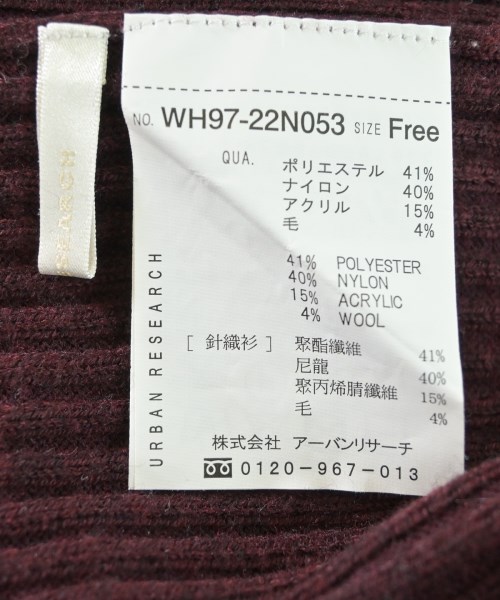 NO. WH97-22N053 SIZE Free
QUA.
ポリエステル 41%
ナイロン 40%
アクリル 15%
毛 4%
41% POLYESTER
40% NYLON
15% ACRYLIC
4% WOOL
[ 針織衫 ] 聚酯纖維 41%
尼龍 40%
聚丙烯腈纖維 15%
毛 4%
URBAN RESEARCH
株式会社 アーバンリサーチ
0120-967-013